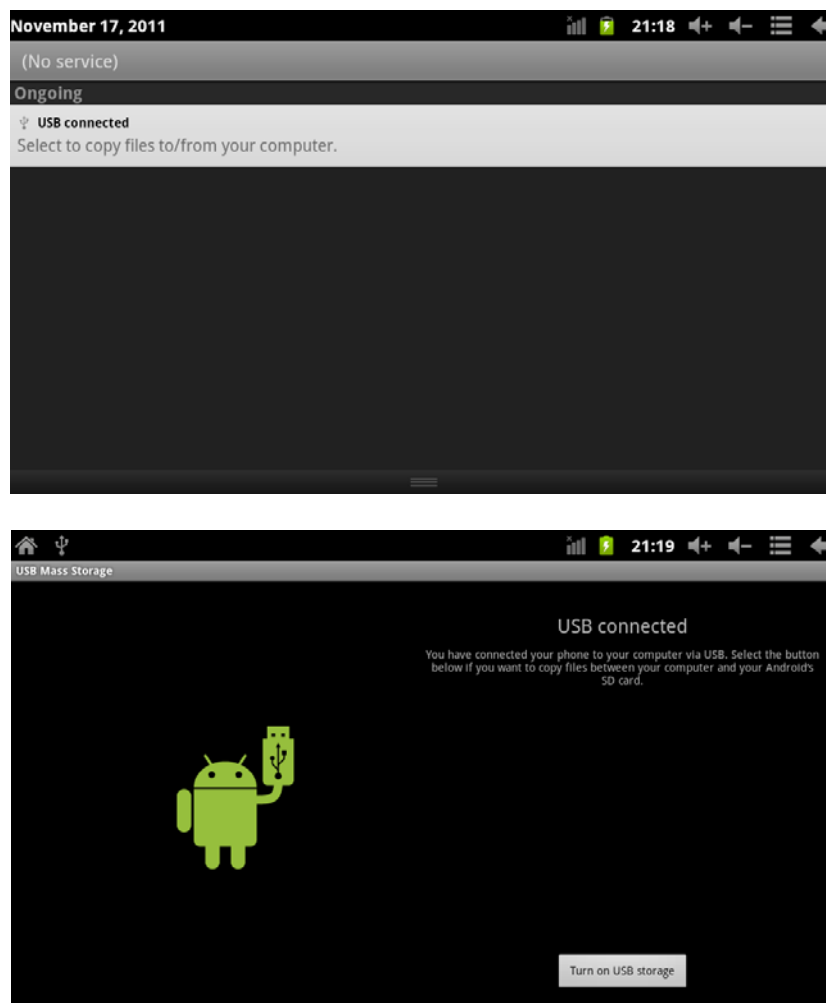 November 17, 2011 21:18
(No service)
Ongoing
USB connected
Select to copy files to/from your computer.
21:19
USB Mass Storage
USB connected
You have connected your phone to your computer via USB. Select the button
below if you want to copy files between your computer and your Android's
SD card.
Turn on USB storage